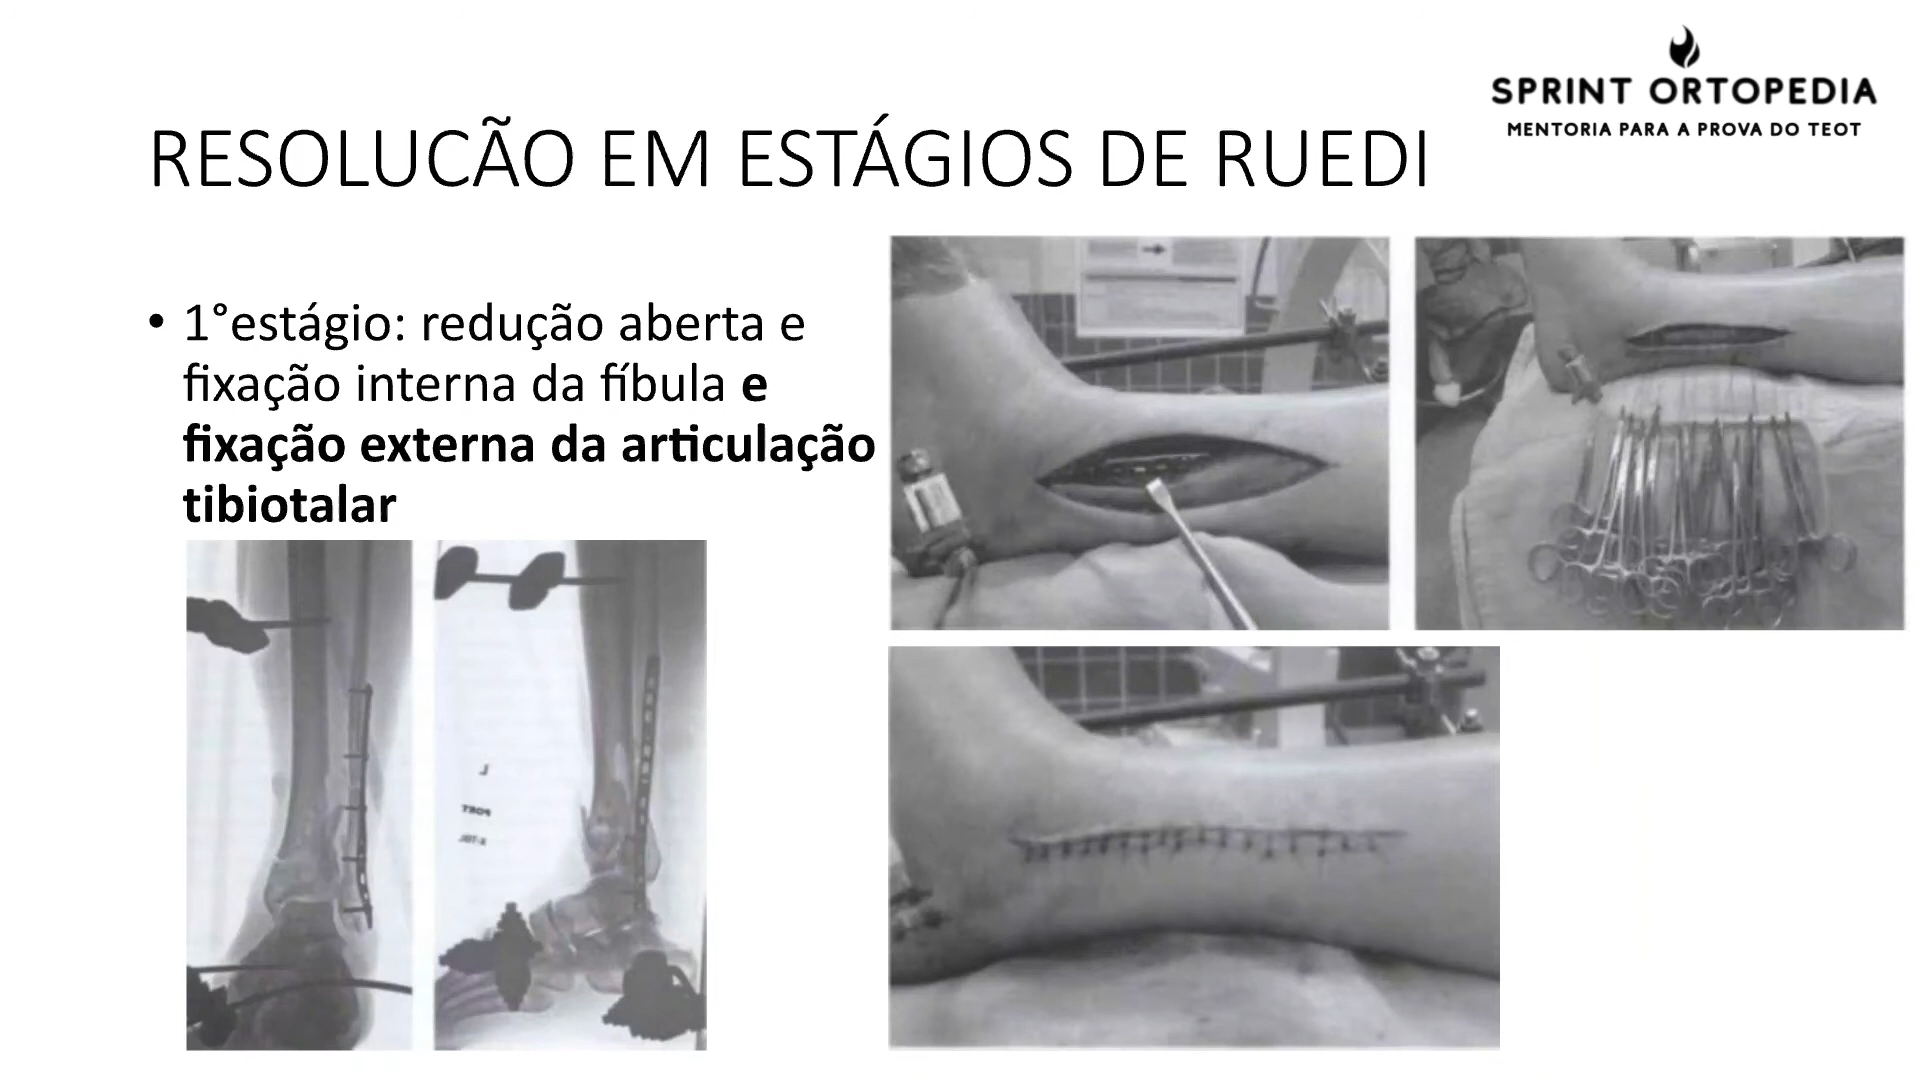 SPRINT ORTOPEDIA
MENTORIA PARA A PROVA DO TEOT
RESOLUCÃO EM ESTÁGIOS DE RUEDI
• 1°estágio: redução aberta e
fixação interna da fíbula e
fixação externa da articulação
tibiotalar